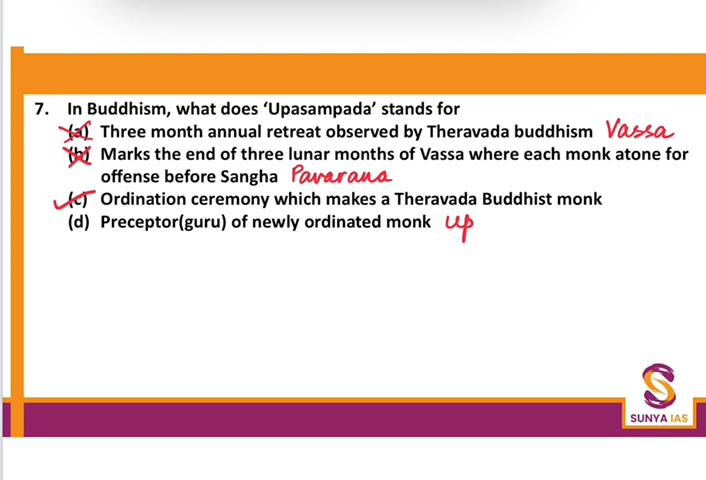 7. In Buddhism, what does ‘Upasampada’ stands for
(a) Three month annual retreat observed by Theravada buddhism Vassa
(b) Marks the end of three lunar months of Vassa where each monk atone for
offense before Sangha Pavarana
(c) Ordination ceremony which makes a Theravada Buddhist monk
(d) Preceptor(guru) of newly ordinated monk up
SUNYA IAS